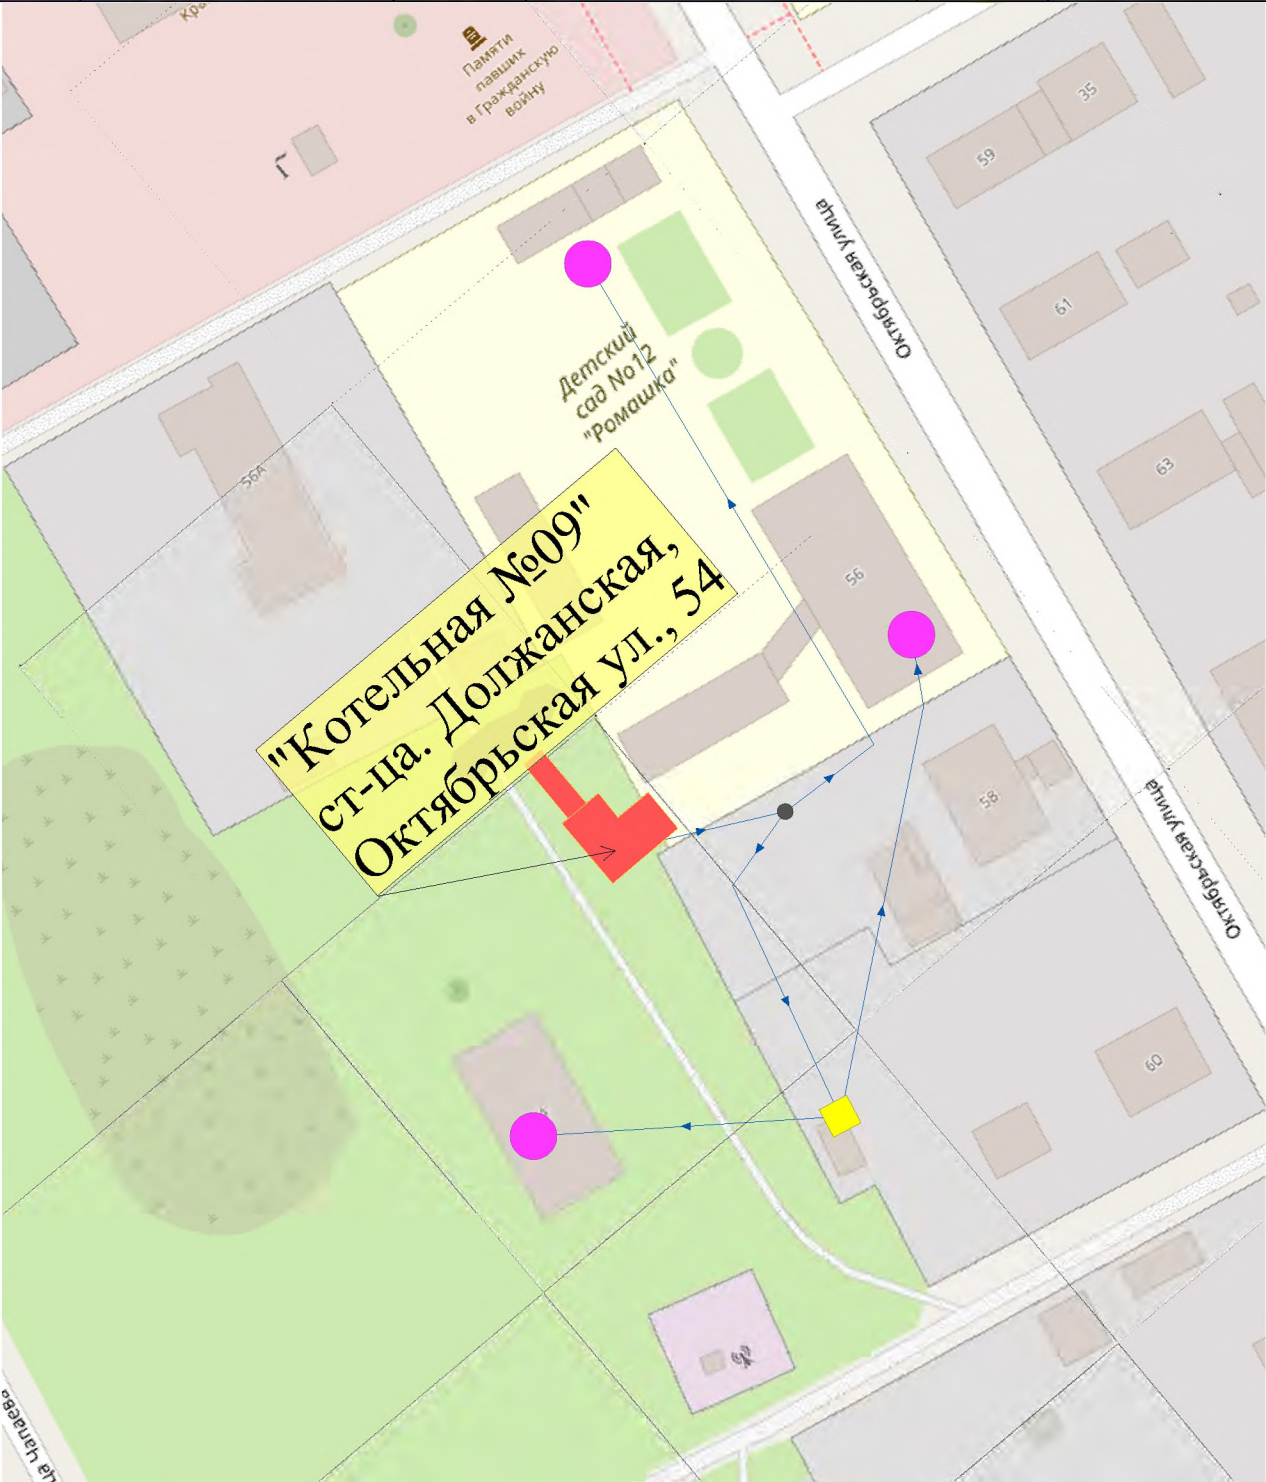 Памяти
павших
в Гражданскую
войну
35
59
Октябрьская улица
61
Детский
сад №12
"Ромашка"
63
56А
"Котельная №09"
ст-ца. Должанская,
Октябрьская ул., 54
56
58
Октябрьская улица
60
Чапаева